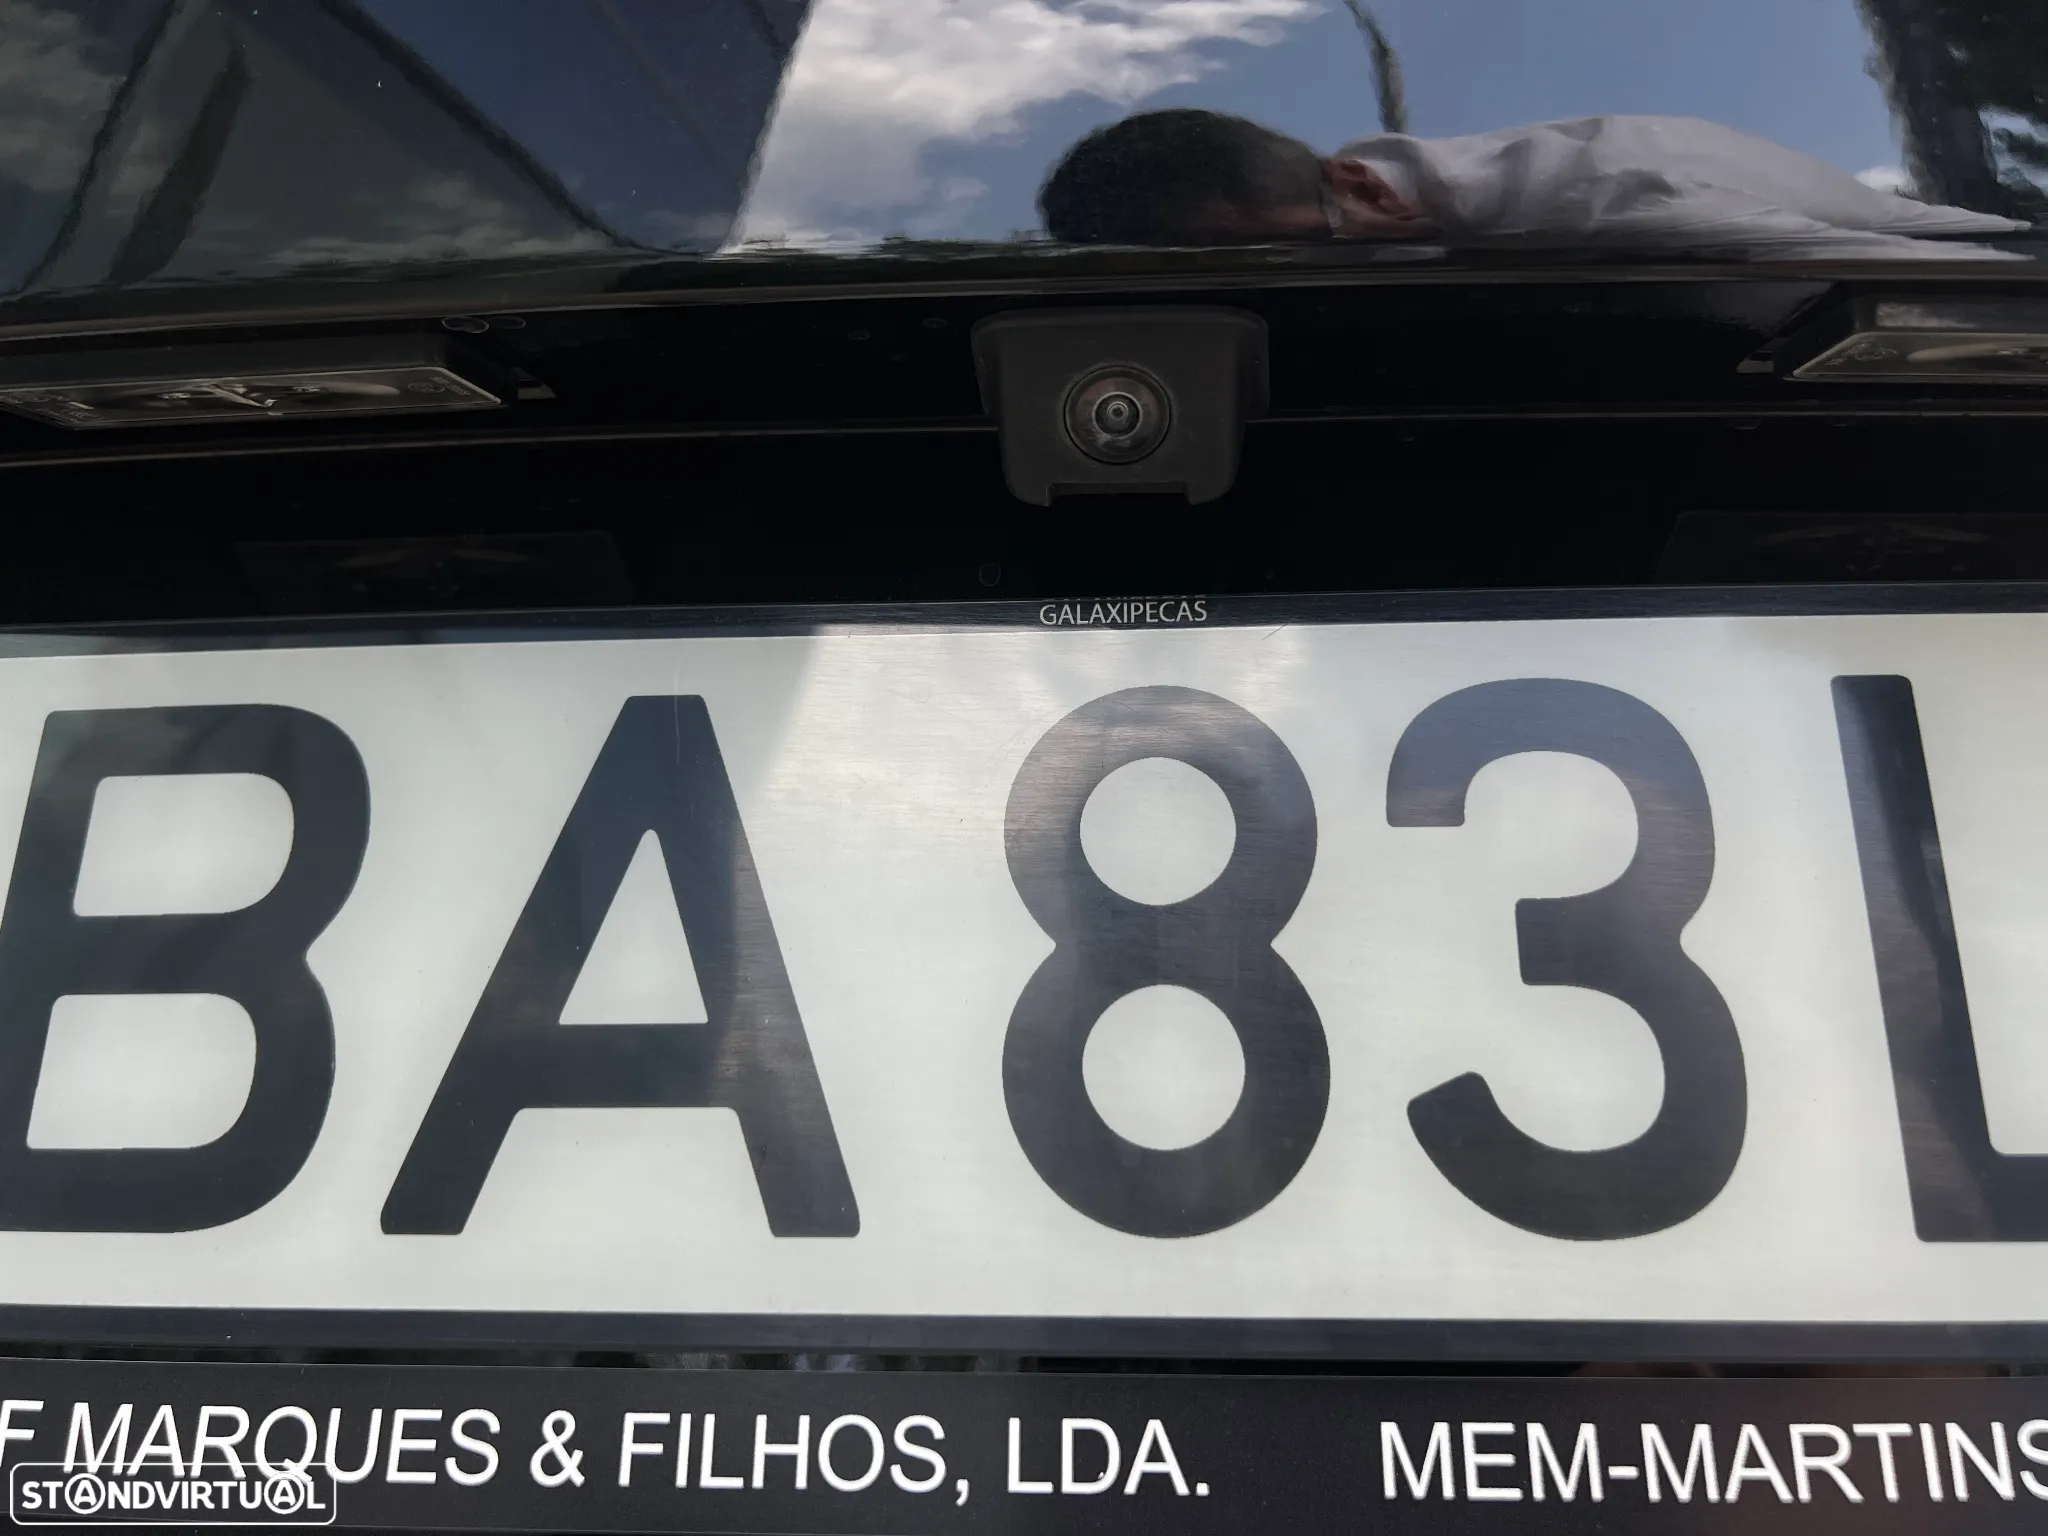 GALAXIPECAS
BA 83L
F MARQUES & FILHOS, LDA. MEM-MARTINS
STANDVIRTUAL